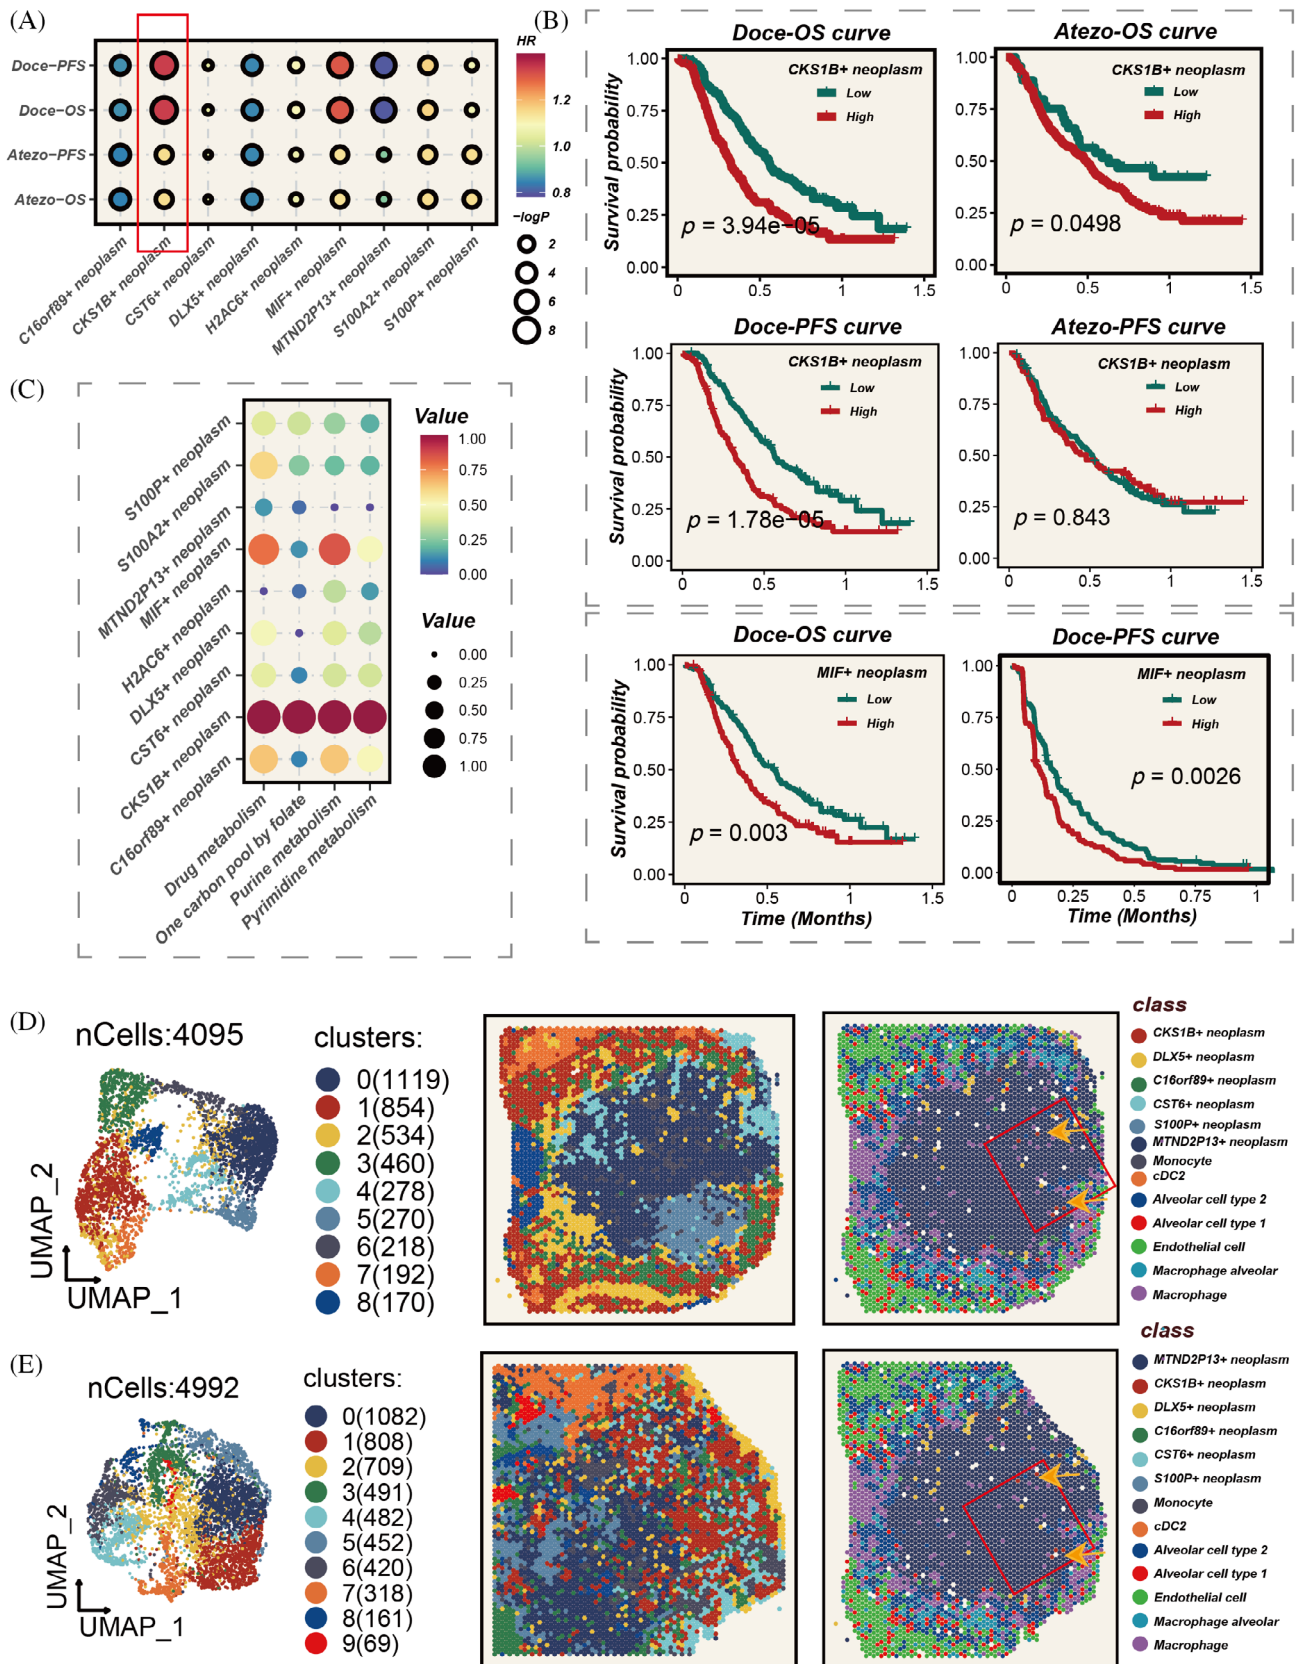 (A)
HR
Doce-PFS
Doce-OS
Atezo-PFS
Atezo-OS
1.2
1.0
0.8
-logP
2
4
6
8
C16orf89+ neoplasm
CKS1B+ neoplasm
CST6+ neoplasm
DLX5+ neoplasm
H2AC6+ neoplasm
MIF+ neoplasm
MTND2P13+ neoplasm
S100A2+ neoplasm
S100P+ neoplasm
(B)
Doce-OS curve
CKS1B+ neoplasm
Low
High
Survival probability
1.00
0.75
0.50
0.25
0.00
p = 3.94e-05
0
0.5
1
1.5
Atezo-OS curve
CKS1B+ neoplasm
Low
High
1.00
0.75
0.50
0.25
0.00
p = 0.0498
0
0.5
1
1.5
Doce-PFS curve
CKS1B+ neoplasm
Low
High
Survival probability
1.00
0.75
0.50
0.25
0.00
p = 1.78e-05
0
0.5
1
1.5
Atezo-PFS curve
CKS1B+ neoplasm
Low
High
1.00
0.75
0.50
0.25
0.00
p = 0.843
0
0.5
1
1.5
Doce-OS curve
MIF+ neoplasm
Low
High
Survival probability
1.00
0.75
0.50
0.25
0.00
p = 0.003
0
0.5
1
1.5
Time (Months)
Doce-PFS curve
MIF+ neoplasm
Low
High
1.00
0.75
0.50
0.25
0.00
p = 0.0026
0
0.25
0.5
0.75
1
Time (Months)
(C)
S100P+ neoplasm
S100A2+ neoplasm
MTND2P13+ neoplasm
MIF+ neoplasm
H2AC6+ neoplasm
DLX5+ neoplasm
CST6+ neoplasm
CKS1B+ neoplasm
C16orf89+ neoplasm
Drug metabolism
One carbon pool by folate
Purine metabolism
Pyrimidine metabolism
Value
1.00
0.75
0.50
0.25
0.00
Value
0.00
0.25
0.50
0.75
1.00
(D)
nCells:4095
UMAP_2
UMAP_1
clusters:
0(1119)
1(854)
2(534)
3(460)
4(278)
5(270)
6(218)
7(192)
8(170)
class
CKS1B+ neoplasm
DLX5+ neoplasm
C16orf89+ neoplasm
CST6+ neoplasm
S100P+ neoplasm
MTND2P13+ neoplasm
Monocyte
cDC2
Alveolar cell type 2
Alveolar cell type 1
Endothelial cell
Macrophage alveolar
Macrophage
(E)
nCells:4992
UMAP_2
UMAP_1
clusters:
0(1082)
1(808)
2(709)
3(491)
4(482)
5(452)
6(420)
7(318)
8(161)
9(69)
class
MTND2P13+ neoplasm
CKS1B+ neoplasm
DLX5+ neoplasm
C16orf89+ neoplasm
CST6+ neoplasm
S100P+ neoplasm
Monocyte
cDC2
Alveolar cell type 2
Alveolar cell type 1
Endothelial cell
Macrophage alveolar
Macrophage